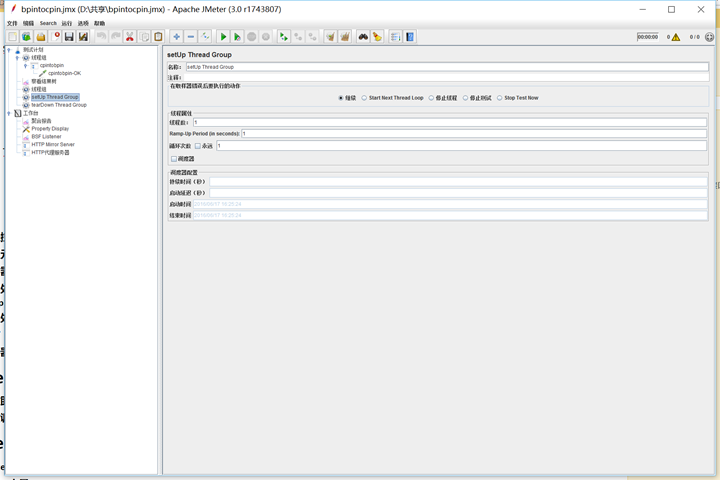 bpintocpin.jmx (D:\共享\bpintocpin.jmx) - Apache JMeter (3.0 r1743807)
文件 编辑 Search 运行 选项 帮助
00:00:00 0 0 / 0
测试计划
线程组
cpintobpin
cpintobpin-OK
察看结果树
线程组
setUp Thread Group
tearDown Thread Group
工作台
聚合报告
Property Display
BSF Listener
HTTP Mirror Server
HTTP代理服务器
setUp Thread Group
名称: setUp Thread Group
注释:
在取样器错误后要执行的动作
继续 Start Next Thread Loop 停止线程 停止测试 Stop Test Now
线程属性
线程数: 1
Ramp-Up Period (in seconds): 1
循环次数 永远 1
调度器
调度器配置
持续时间（秒）
启动延迟（秒）
启动时间 2016/08/17 16:25:24
结束时间 2016/08/17 16:25:24